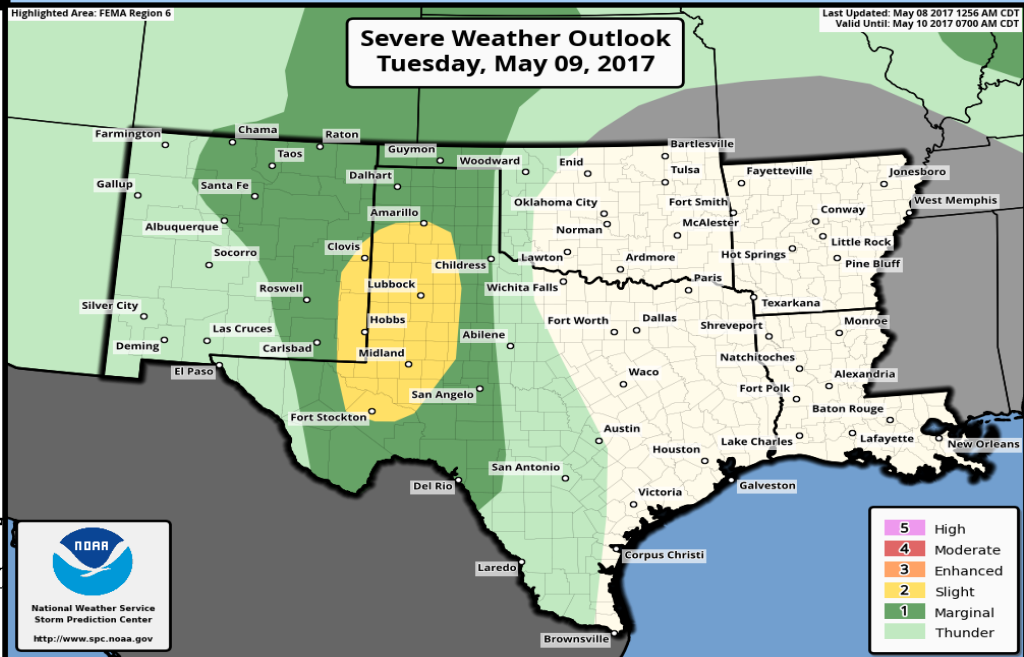 Highlighted Area: FEMA Region 6
Last Updated: May 08 2017 1256 AM CDT
Valid Until: May 10 2017 0700 AM CDT
Severe Weather Outlook
Tuesday, May 09, 2017
Farmington
Chama
Raton
Guymon
Woodward
Enid
Bartlesville
Taos
Dalhart
Tulsa
Fayetteville
Jonesboro
Gallup
Santa Fe
Amarillo
Oklahoma City
Fort Smith
Conway
West Memphis
Albuquerque
Norman
McAlester
Little Rock
Socorro
Clovis
Childress
Lawton
Ardmore
Hot Springs
Pine Bluff
Roswell
Lubbock
Wichita Falls
Paris
Texarkana
Silver City
Las Cruces
Hobbs
Abilene
Fort Worth
Dallas
Shreveport
Monroe
Deming
Carlsbad
Midland
Natchitoches
El Paso
San Angelo
Waco
Fort Polk
Alexandria
Fort Stockton
Austin
Baton Rouge
Houston
Lake Charles
Lafayette
New Orleans
Del Rio
San Antonio
Victoria
Galveston
Laredo
Corpus Christi
Brownsville
NOAA
National Weather Service
Storm Prediction Center
http://www.spc.noaa.gov
5 High
4 Moderate
3 Enhanced
2 Slight
1 Marginal
Thunder